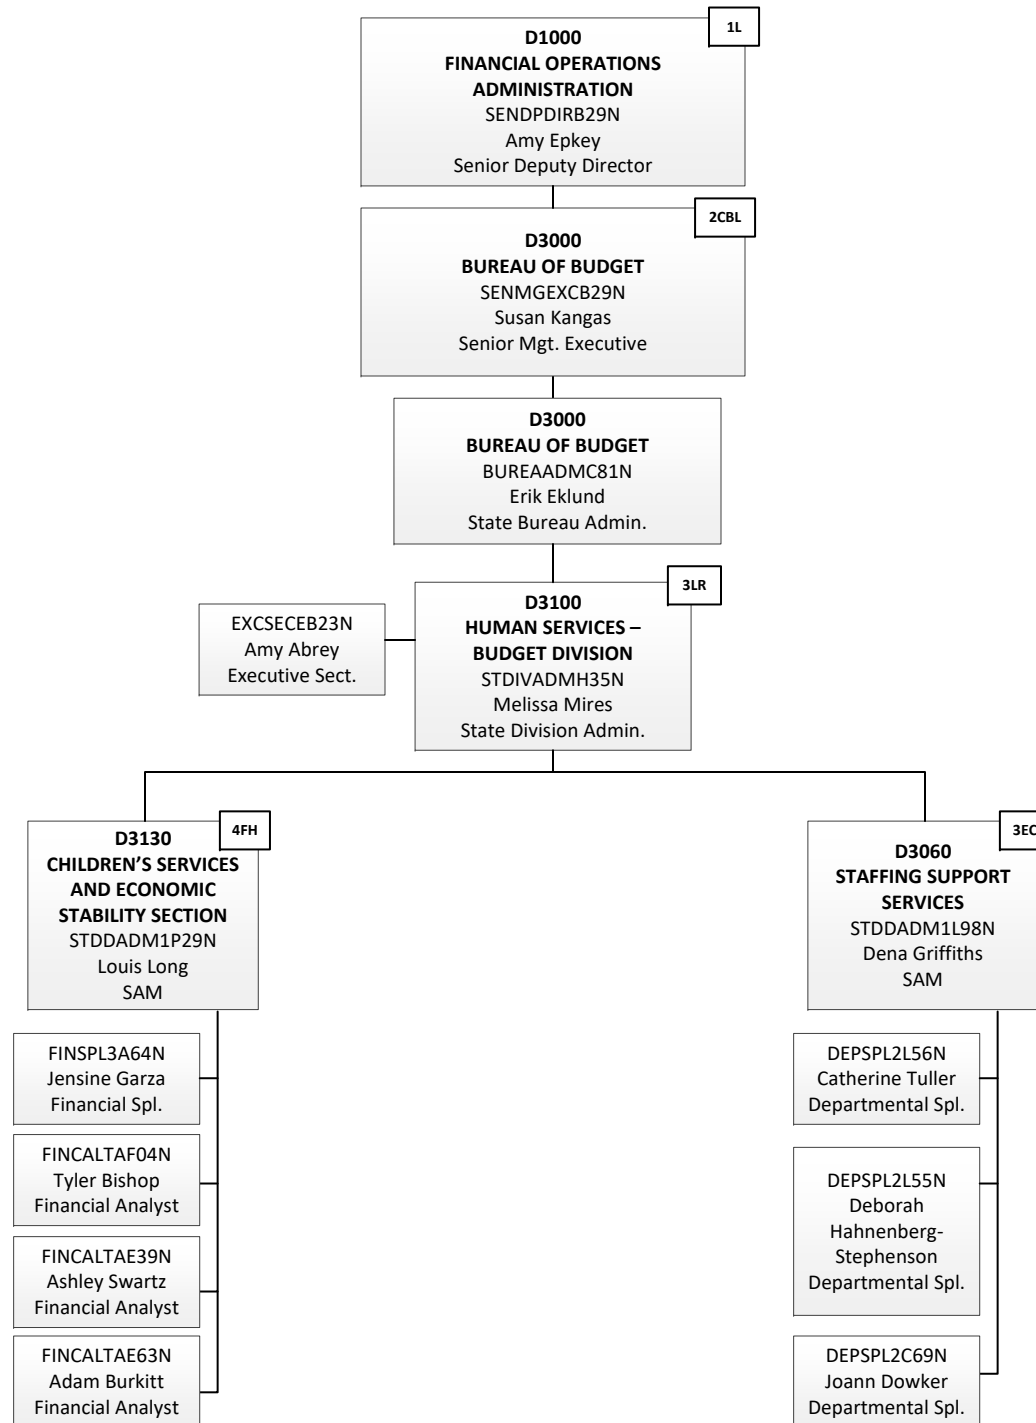 1L
D1000
FINANCIAL OPERATIONS
ADMINISTRATION
SENDPDIRB29N
Amy Epkey
Senior Deputy Director
2CBL
D3000
BUREAU OF BUDGET
SENMGEXCB29N
Susan Kangas
Senior Mgt. Executive
D3000
BUREAU OF BUDGET
BUREAADMC81N
Erik Eklund
State Bureau Admin.
3LR
D3100
HUMAN SERVICES –
BUDGET DIVISION
STDIVADMH35N
Melissa Mires
State Division Admin.
EXCSECEB23N
Amy Abrey
Executive Sect.
4FH
D3130
CHILDREN'S SERVICES
AND ECONOMIC
STABILITY SECTION
STDDADM1P29N
Louis Long
SAM
FINSPL3A64N
Jensine Garza
Financial Spl.
FINCALTAF04N
Tyler Bishop
Financial Analyst
FINCALTAE39N
Ashley Swartz
Financial Analyst
FINCALTAE63N
Adam Burkitt
Financial Analyst
3EC
D3060
STAFFING SUPPORT
SERVICES
STDDADM1L98N
Dena Griffiths
SAM
DEPSPL2L56N
Catherine Tuller
Departmental Spl.
DEPSPL2L55N
Deborah
Hahnenberg-
Stephenson
Departmental Spl.
DEPSPL2C69N
Joann Dowker
Departmental Spl.